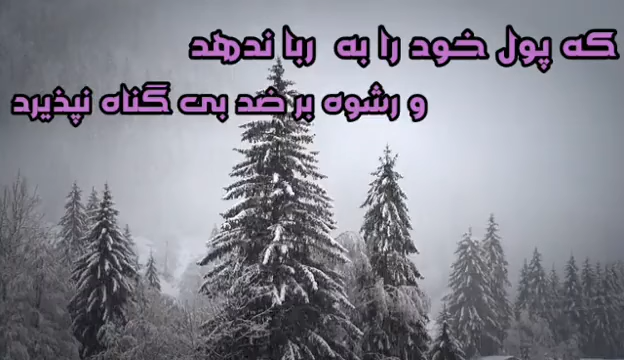 که پول خود را به ربا ندهد
و رشوه بر ضد بی گناه نپذیرد